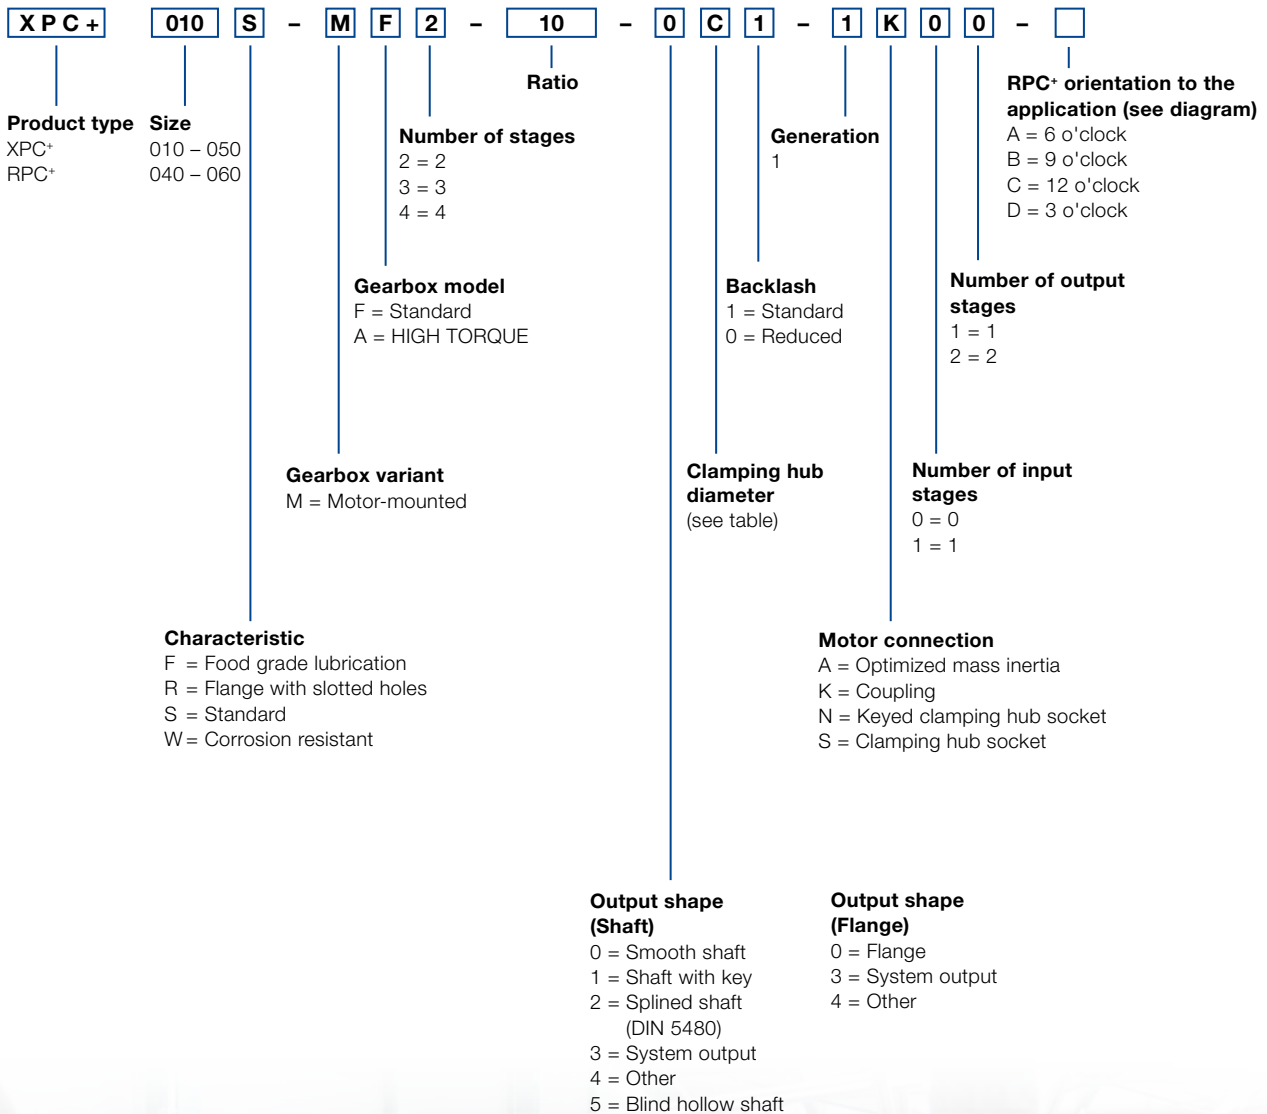 X P C + 010 S – M F 2 – 10 – 0 C 1 – 1 K 0 0 –
Product type
XPC+
RPC+
Size
010 – 050
040 – 060
Number of stages
2 = 2
3 = 3
4 = 4
Ratio
Generation
1
RPC+ orientation to the
application (see diagram)
A = 6 o'clock
B = 9 o'clock
C = 12 o'clock
D = 3 o'clock
Gearbox model
F = Standard
A = HIGH TORQUE
Backlash
1 = Standard
0 = Reduced
Number of output
stages
1 = 1
2 = 2
Gearbox variant
M = Motor-mounted
Clamping hub
diameter
(see table)
Number of input
stages
0 = 0
1 = 1
Characteristic
F = Food grade lubrication
R = Flange with slotted holes
S = Standard
W = Corrosion resistant
Motor connection
A = Optimized mass inertia
K = Coupling
N = Keyed clamping hub socket
S = Clamping hub socket
Output shape
(Shaft)
0 = Smooth shaft
1 = Shaft with key
2 = Splined shaft
(DIN 5480)
3 = System output
4 = Other
5 = Blind hollow shaft
Output shape
(Flange)
0 = Flange
3 = System output
4 = Other